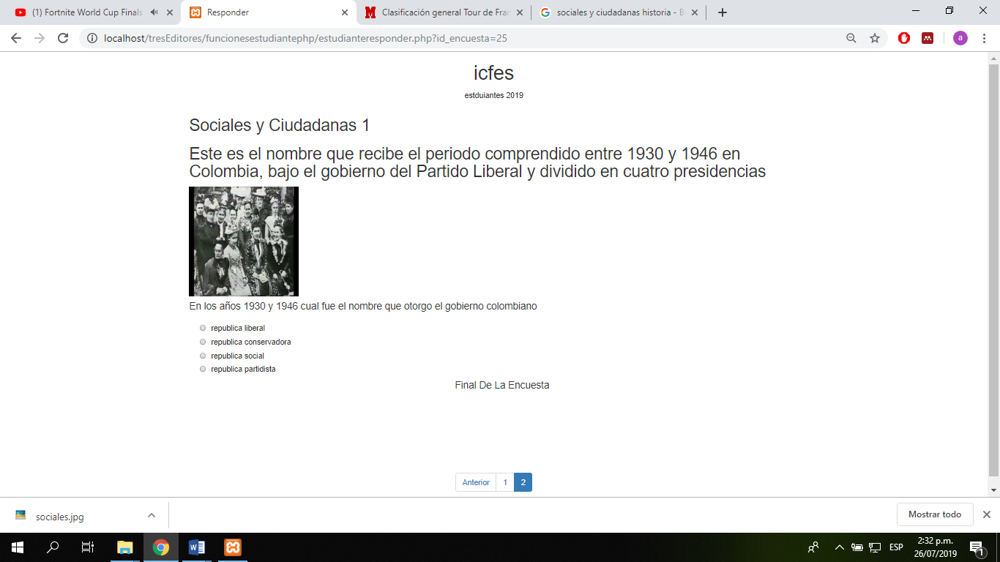 (1) Fortnite World Cup Finals
Responder
Clasificación general Tour de Fran
sociales y ciudadanas historia - B
localhost/tresEditores/funcionesestudiantephp/estudianteresponder.php?id_encuesta=25
a
icfes
estduiantes 2019
Sociales y Ciudadanas 1
Este es el nombre que recibe el periodo comprendido entre 1930 y 1946 en
Colombia, bajo el gobierno del Partido Liberal y dividido en cuatro presidencias
En los años 1930 y 1946 cual fue el nombre que otorgo el gobierno colombiano
republica liberal
republica conservadora
republica social
republica partidista
Final De La Encuesta
Anterior 1 2
sociales.jpg
Mostrar todo
ESP
2:32 p.m.
26/07/2019
1